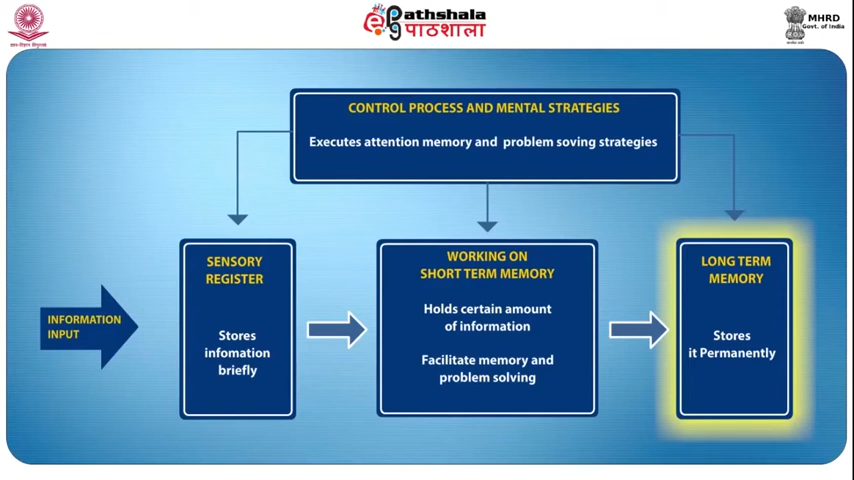 ePathshala
पाठशाला
MHRD
Govt. of India
CONTROL PROCESS AND MENTAL STRATEGIES
Executes attention memory and problem soving strategies
SENSORY
REGISTER
Stores
infomation
briefly
WORKING ON
SHORT TERM MEMORY
Holds certain amount
of information
Facilitate memory and
problem solving
LONG TERM
MEMORY
Stores
it Permanently
INFORMATION
INPUT